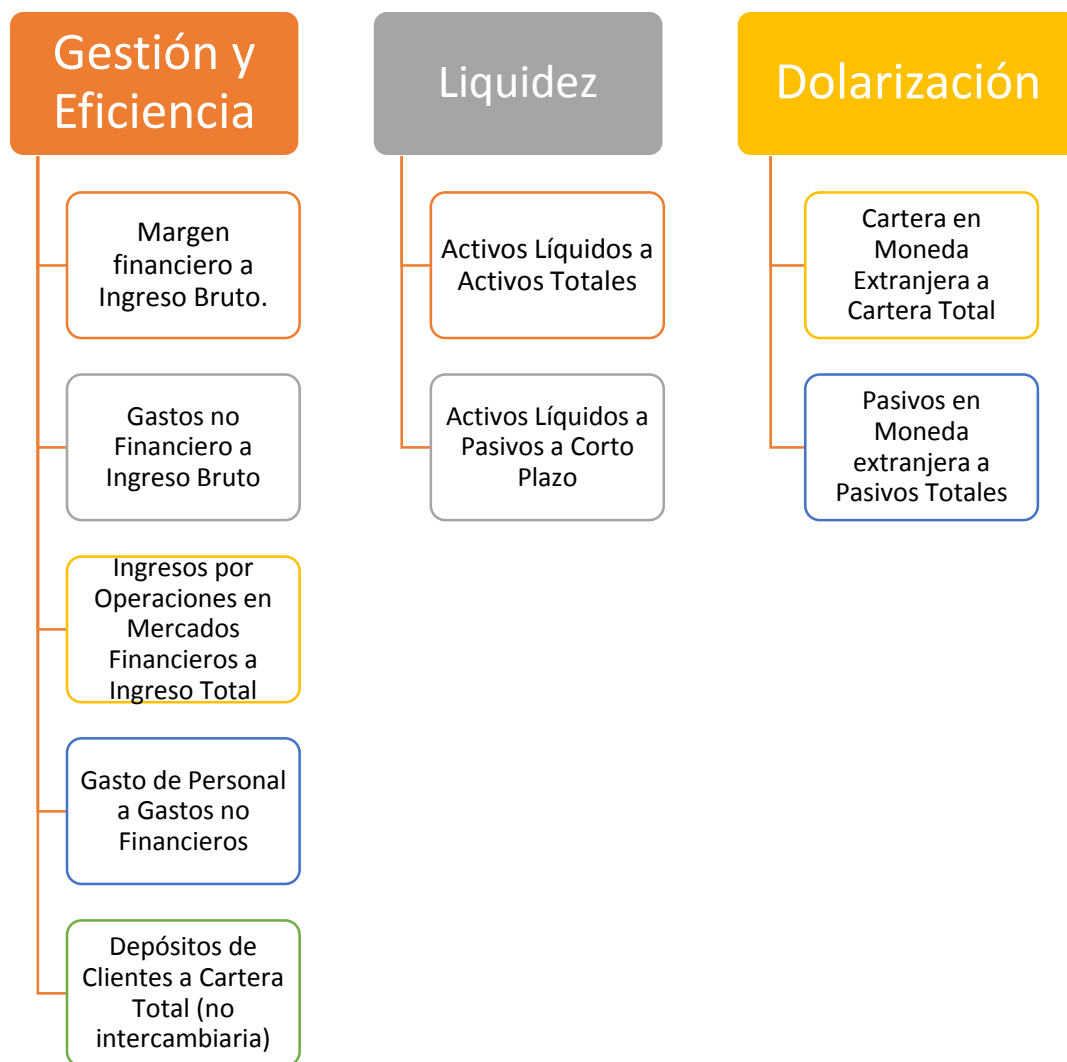 Gestión y
Eficiencia
Margen
financiero a
Ingreso Bruto.
Gastos no
Financiero a
Ingreso Bruto
Ingresos por
Operaciones en
Mercados
Financieros a
Ingreso Total
Gasto de Personal
a Gastos no
Financieros
Depósitos de
Clientes a Cartera
Total (no
intercambiaria)
Liquidez
Activos Líquidos a
Activos Totales
Activos Líquidos a
Pasivos a Corto
Plazo
Dolarización
Cartera en
Moneda
Extranjera a
Cartera Total
Pasivos en
Moneda
extranjera a
Pasivos Totales